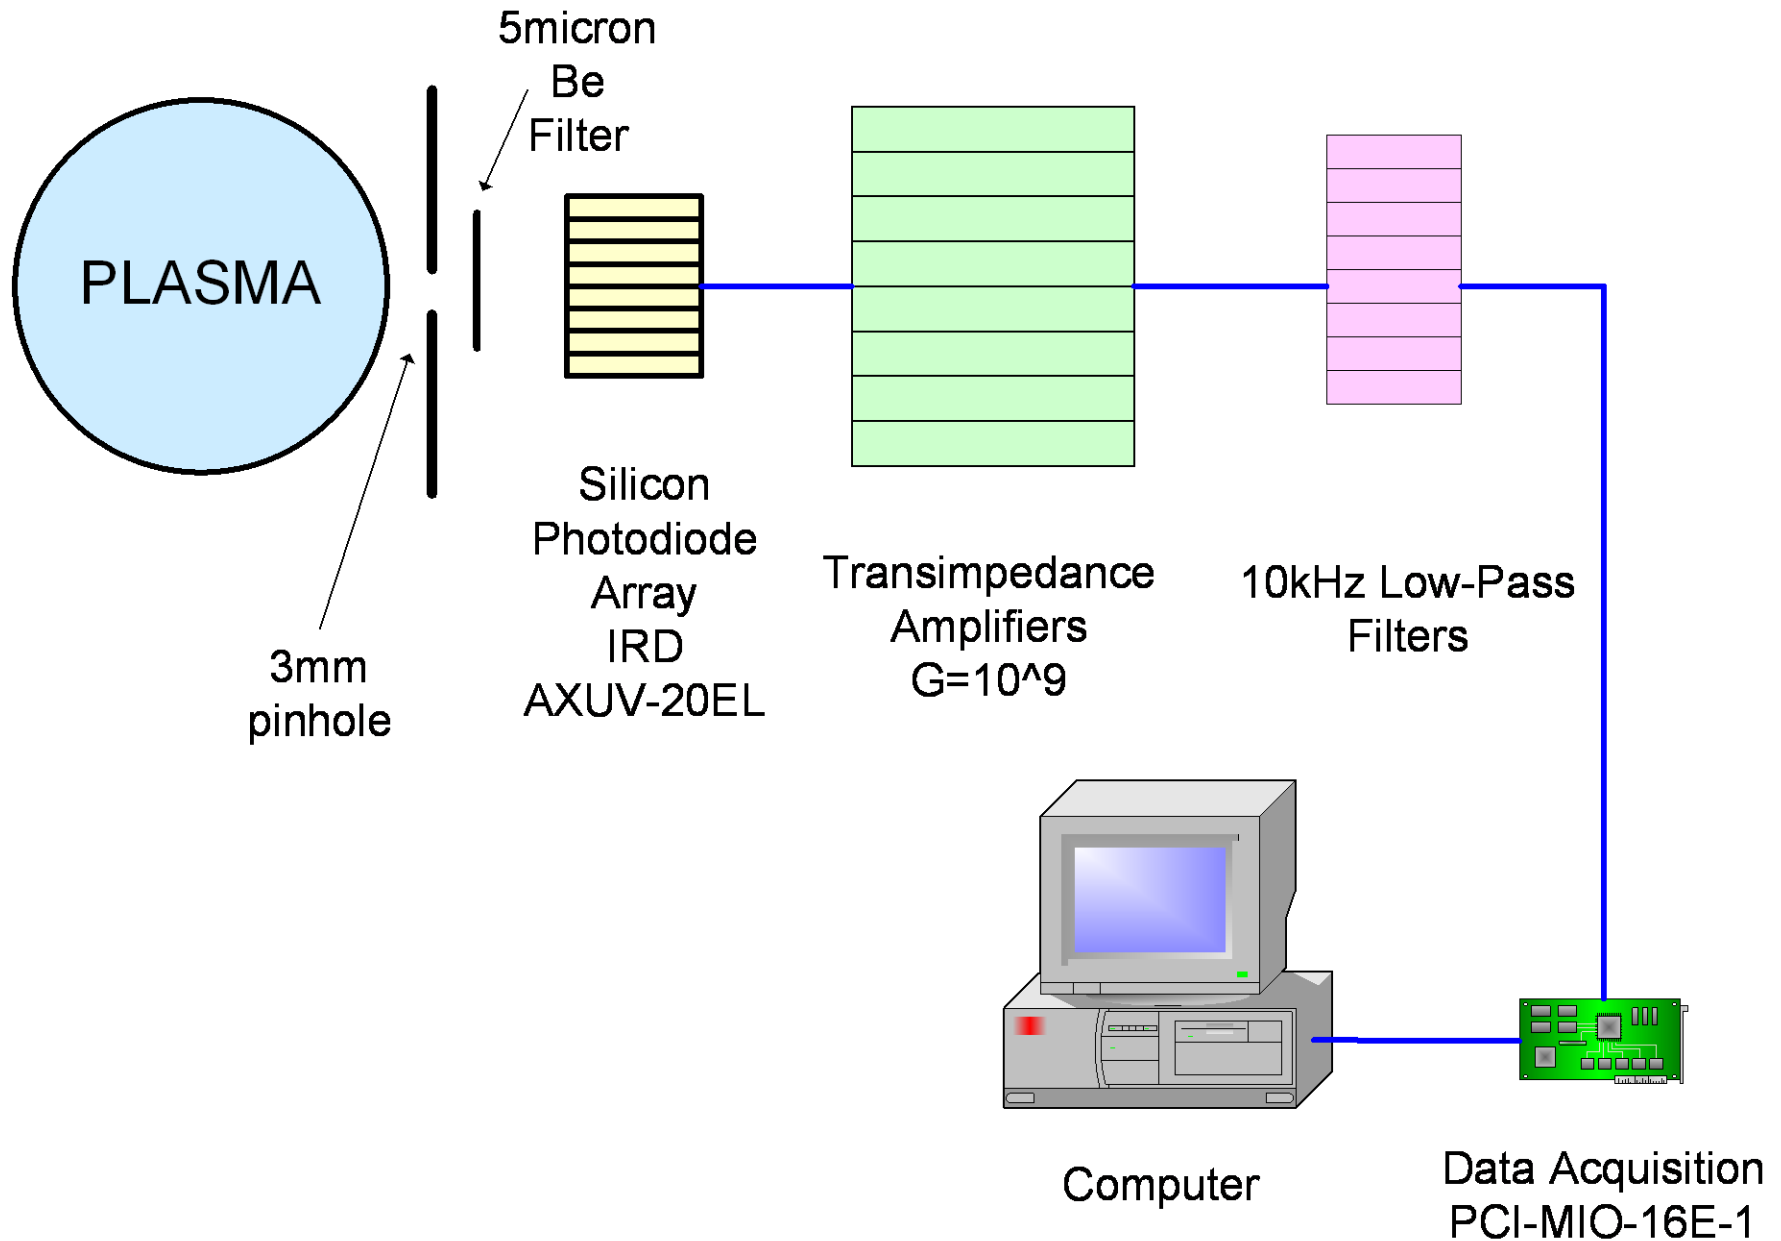 5micron
Be
Filter
PLASMA
3mm
pinhole
Silicon
Photodiode
Array
IRD
AXUV-20EL
Transimpedance
Amplifiers
G=10^9
10kHz Low-Pass
Filters
Computer
Data Acquisition
PCI-MIO-16E-1